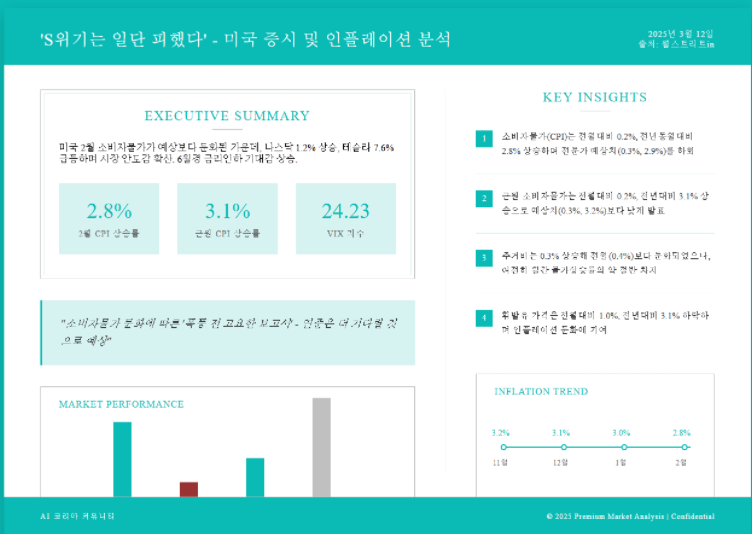 'S위기는 일단 피했다' - 미국 증시 및 인플레이션 분석
2025년 3월 12일
출처: 월스트리트in
EXECUTIVE SUMMARY
미국 2월 소비자물가가 예상보다 둔화된 가운데, 나스닥 1.2% 상승, 테슬라 7.6%
급등하며 시장 안도감 확산. 6월경 금리인하 기대감 상승.
2.8%
2월 CPI 상승률
3.1%
근원 CPI 상승률
24.23
VIX 지수
"소비자물가 둔화에 따른 '폭풍 전 고요한 보고서' - 연준은 더 기다릴 것
으로 예상"
MARKET PERFORMANCE
KEY INSIGHTS
1
소비자물가(CPI)는 전월대비 0.2%, 전년동월대비
2.8% 상승하며 전문가 예상치(0.3%, 2.9%)를 하회
2
근원 소비자물가는 전월대비 0.2%, 전년대비 3.1% 상
승으로 예상치(0.3%, 3.2%)보다 낮게 발표
3
주거비는 0.3% 상승해 전월(0.4%)보다 둔화되었으나,
여전히 월간 물가상승률의 약 절반 차지
4
휘발유 가격은 전월대비 1.0%, 전년대비 3.1% 하락하
며 인플레이션 둔화에 기여
INFLATION TREND
3.2%
3.1%
3.0%
2.8%
11월
12월
1월
2월
AI 코리아 커뮤니티
© 2025 Premium Market Analysis | Confidential